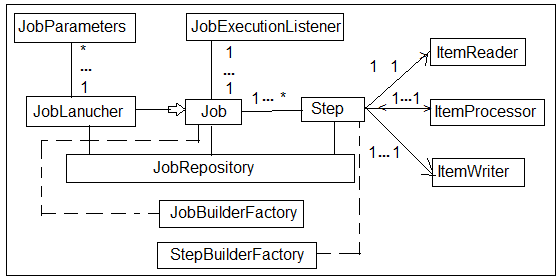 JobParameters
JobExecutionListener
*
...
1
1
...
1
1 1
ItemReader
JobLanucher
Job
1... *
Step
1...1
ItemProcessor
1...1
ItemWriter
JobRepository
JobBuilderFactory
StepBuilderFactory